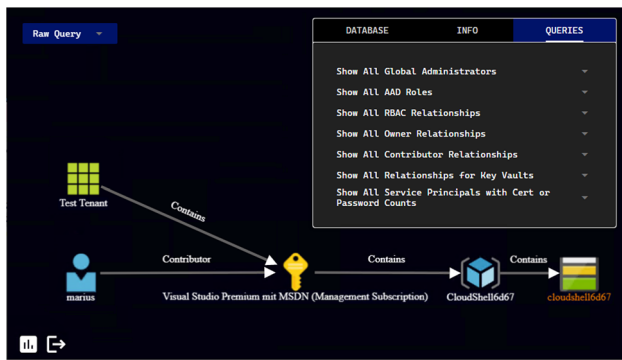 Raw Query
DATABASE INFO QUERIES
Show All Global Administrators
Show All AAD Roles
Show All RBAC Relationships
Show All Owner Relationships
Show All Contributor Relationships
Show All Relationships for Key Vaults
Show All Service Principals with Cert or
Password Counts
Test Tenant
Contains
Contributor
Contains
Contains
marius
Visual Studio Premium mit MSDN (Management Subscription)
CloudShell6d67
cloudshell6d67